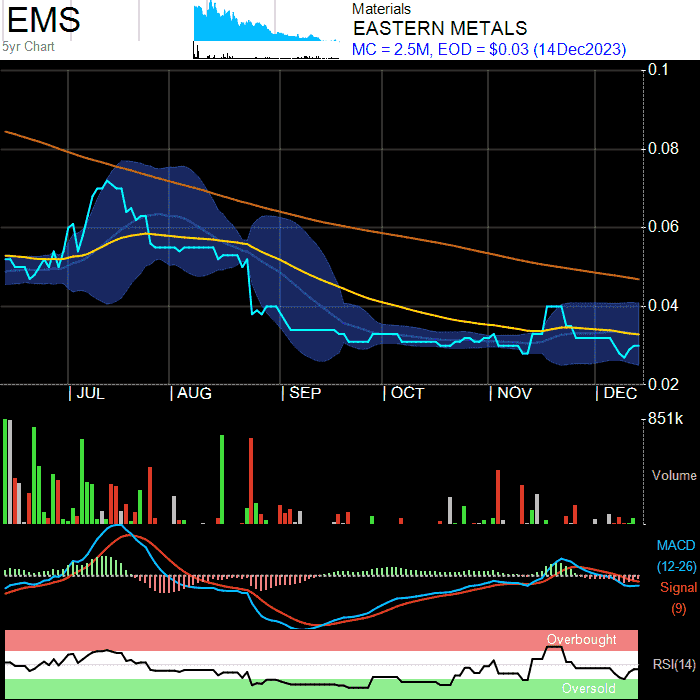 EMS
5yr Chart
Materials
EASTERN METALS
MC = 2.5M, EOD = $0.03 (14Dec2023)
0.1
0.08
0.06
0.04
0.02
JUL AUG SEP OCT NOV DEC
851k
Volume
MACD
(12-26)
Signal
(9)
Overbought
RSI(14)
Oversold